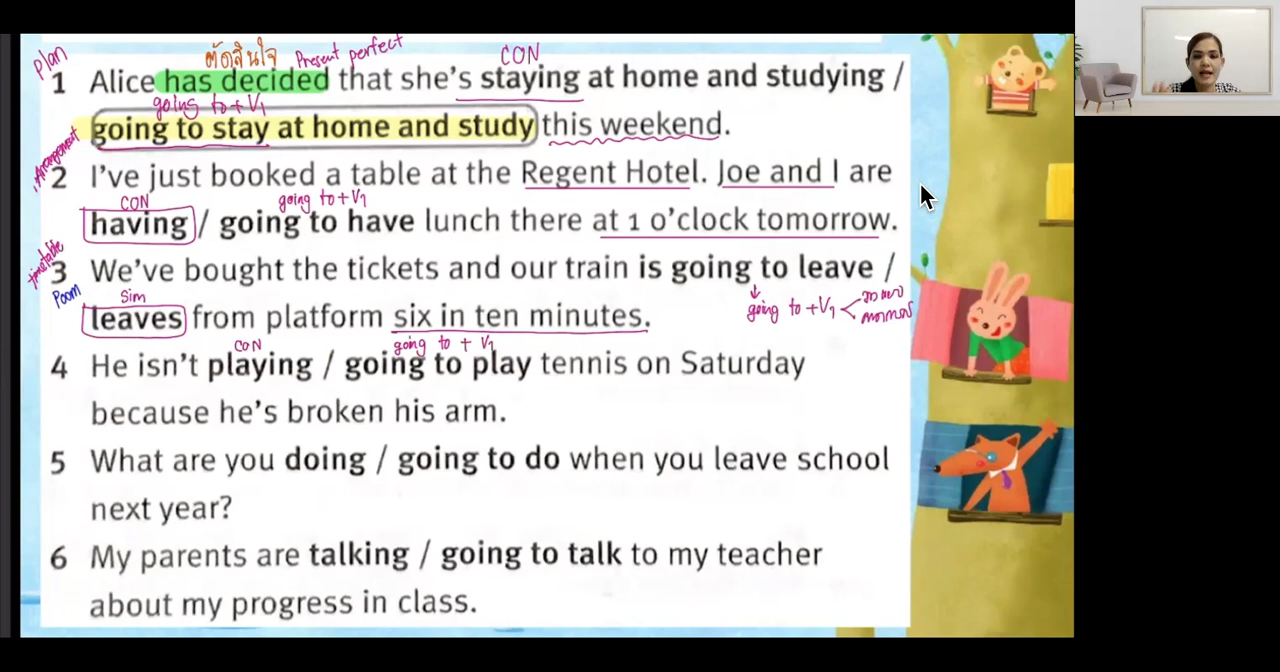 Plan
ตัดสินใจ Present perfect CON
1 Alice has decided that she's staying at home and studying /
going to + V1
going to stay at home and study this weekend.
Arrangement
2 I've just booked a table at the Regent Hotel. Joe and I are
CON going to + V1
having / going to have lunch there at 1 o'clock tomorrow.
timetable
3 We've bought the tickets and our train is going to leave /
Poom Sim
going to + V1
leaves from platform six in ten minutes.
CON going to + V1
4 He isn't playing / going to play tennis on Saturday
because he's broken his arm.
5 What are you doing / going to do when you leave school
next year?
6 My parents are talking / going to talk to my teacher
about my progress in class.